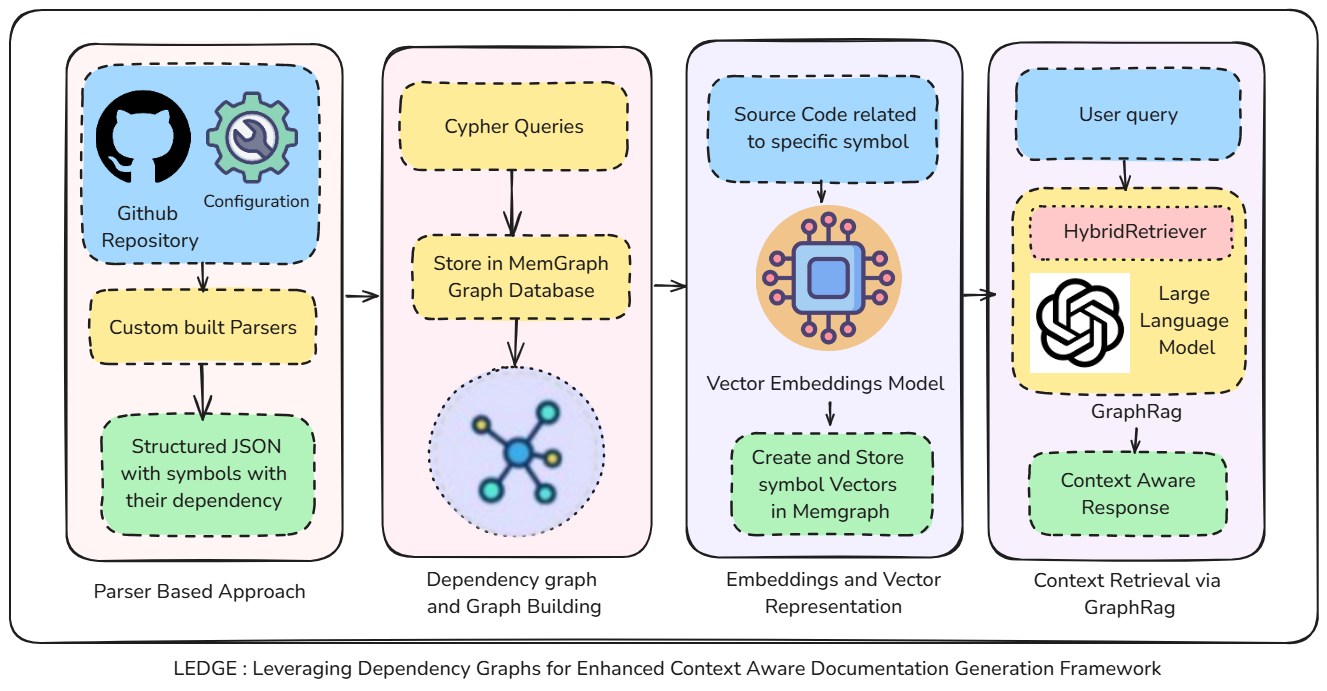 Github
Repository
Configuration
Custom built Parsers
Structured JSON
with symbols with
their dependency
Parser Based Approach
Cypher Queries
Store in MemGraph
Graph Database
Dependency graph
and Graph Building
Source Code related
to specific symbol
Vector Embeddings Model
Create and Store
symbol Vectors
in Memgraph
Embeddings and Vector
Representation
User query
HybridRetriever
Large
Language
Model
GraphRag
Context Aware
Response
Context Retrieval via
GraphRag
LEDGE : Leveraging Dependency Graphs for Enhanced Context Aware Documentation Generation Framework